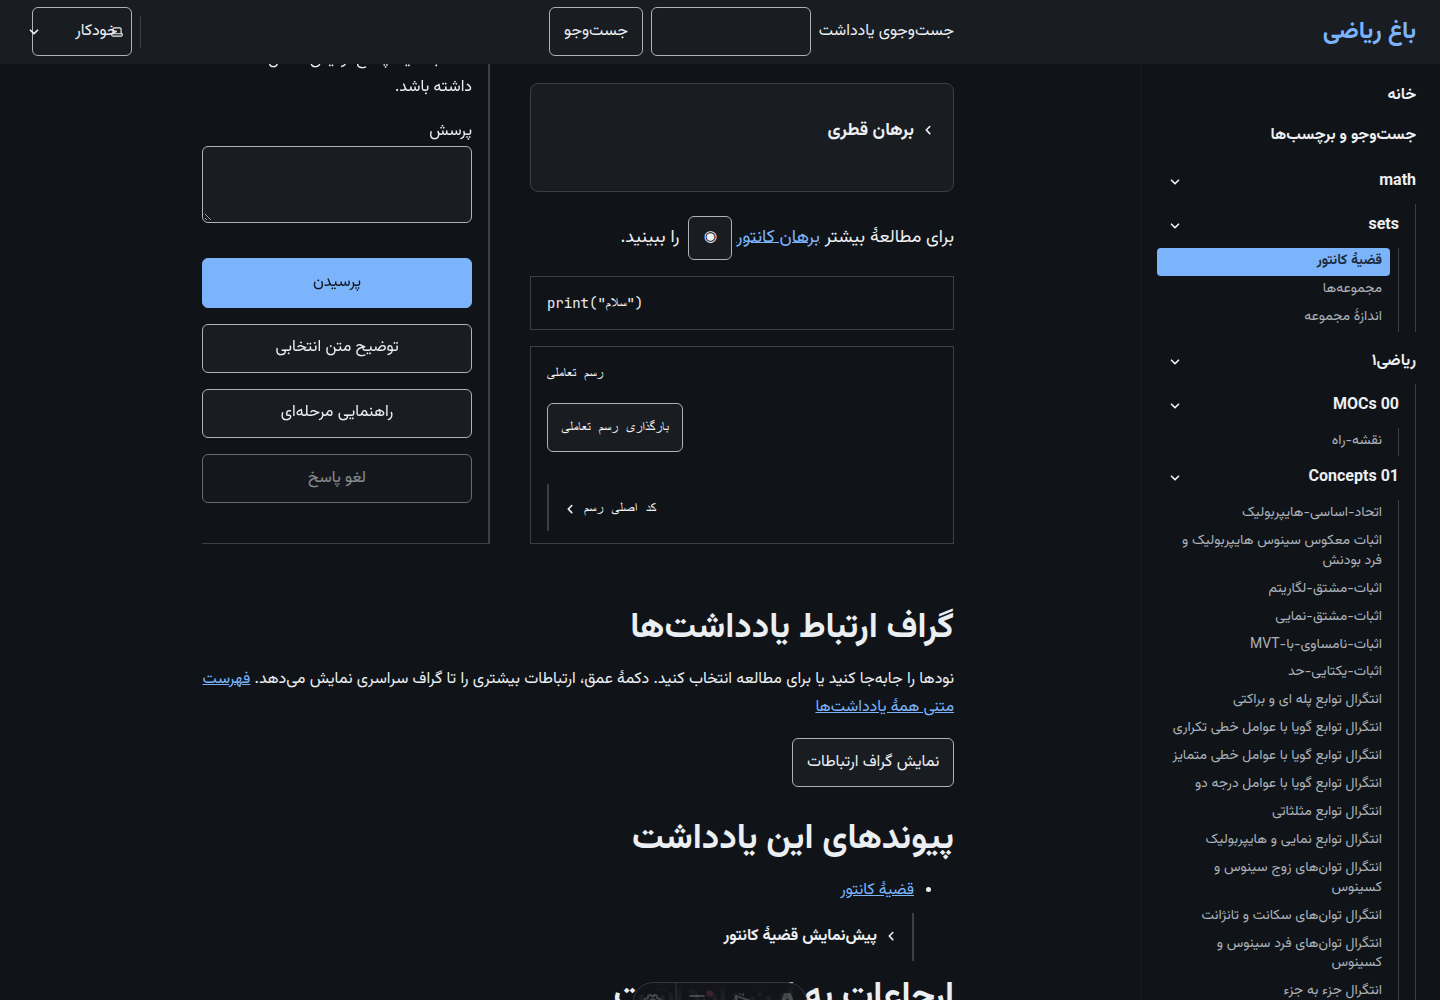 باغ ریاضی
جست‌وجوی یادداشت
جست‌وجو
خودکار
خانه
جست‌وجو و برچسب‌ها
math
sets
قضیهٔ کانتور
مجموعه‌ها
اندازهٔ مجموعه
ریاضی۱
MOCs 00
نقشه-راه
Concepts 01
اتحاد-اساسی-هایپربولیک
اثبات معکوس سینوس هایپربولیک و
فرد بودنش
اثبات-مشتق-لگاریتم
اثبات-مشتق-نمایی
اثبات-نامساوی-با-MVT
اثبات-یکتایی-حد
انتگرال توابع پله ای و براکتی
انتگرال توابع گویا با عوامل خطی تکراری
انتگرال توابع گویا با عوامل خطی متمایز
انتگرال توابع گویا با عوامل درجه دو
انتگرال توابع مثلثاتی
انتگرال توابع نمایی و هایپربولیک
انتگرال توان‌های زوج سینوس و
کسینوس
انتگرال توان‌های سکانت و تانژانت
انتگرال توان‌های فرد سینوس و
کسینوس
انتگرال جزء به جزء
برهان قطری
برای مطالعهٔ بیشتر برهان کانتور را ببینید.
print("سلام")
رسم تعاملی
بارگذاری رسم تعاملی
کد اصلی رسم
داشته باشد.
پرسش
پرسیدن
توضیح متن انتخابی
راهنمایی مرحله‌ای
لغو پاسخ
گراف ارتباط یادداشت‌ها
نودها را جابه‌جا کنید یا برای مطالعه انتخاب کنید. دکمهٔ عمق، ارتباطات بیشتری را تا گراف سراسری نمایش می‌دهد. فهرست
متنی همهٔ یادداشت‌ها
نمایش گراف ارتباطات
پیوندهای این یادداشت
قضیهٔ کانتور
پیش‌نمایش قضیهٔ کانتور
ارجاعات به